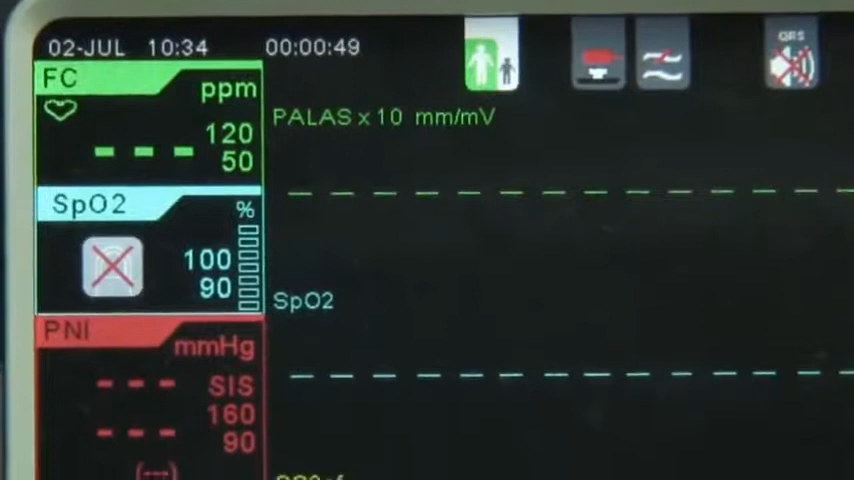 02-JUL 10:34 00:00:49
QRS
FC
ppm
120
50
--- 
PALAS x 10 mm/mV
SpO2
%
100
90
SpO2
PNI
mmHg
--- SIS
160
--- 90
(---)